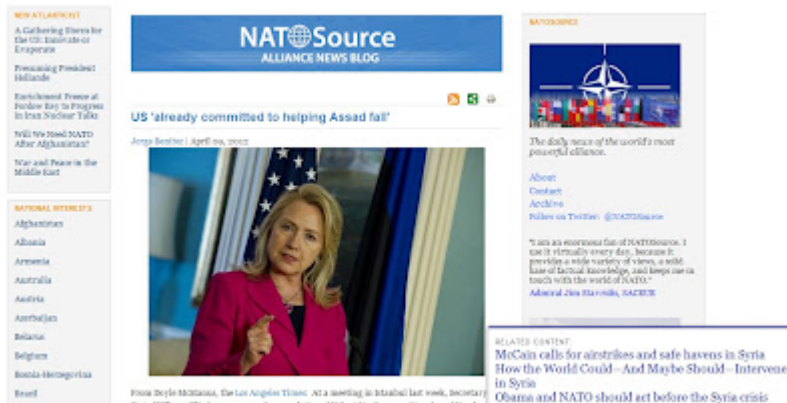 NEW ATLANTICIST
A Gathering Storm for
the US: Innovate or
Evaporate
Presuming President
Hollande
Enrichment Freeze at
Fordow Key to Progress
in Iran Nuclear Talks
Will We Need NATO
After Afghanistan?
War and Peace in the
Middle East
NATIONAL INTERESTS
Afghanistan
Albania
Armenia
Australia
Austria
Azerbaijan
Belarus
Belgium
Bosnia-Herzegovina
Brazil
NATOSource
ALLIANCE NEWS BLOG
US 'already committed to helping Assad fall'
Jorge Benitez | April 09, 2012
From Doyle McManus, the Los Angeles Times: At a meeting in Istanbul last week, Secretary
NATOSOURCE
The daily news of the world's most
powerful alliance.
About
Contact
Archive
Follow on Twitter: @NATOSource
"I am an enormous fan of NATOSource. I
use it virtually every day, because it
provides a wide variety of views, a solid
base of factual knowledge, and keeps me in
touch with the world of NATO."
Admiral Jim Stavridis, SACEUR
RELATED CONTENT:
McCain calls for airstrikes and safe havens in Syria
How the World Could—And Maybe Should—Intervene
in Syria
Obama and NATO should act before the Syria crisis